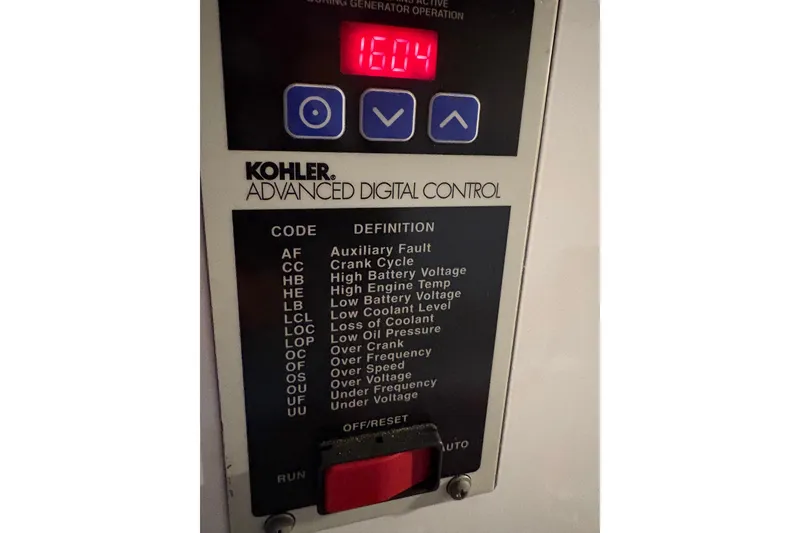 ACTIVE
DURING GENERATOR OPERATION
1604
KOHLER®
ADVANCED DIGITAL CONTROL
CODE DEFINITION
AF Auxiliary Fault
CC Crank Cycle
HB High Battery Voltage
HE High Engine Temp
LB Low Battery Voltage
LCL Low Coolant Level
LOC Loss of Coolant
LOP Low Oil Pressure
OC Over Crank
OF Over Frequency
OS Over Speed
OU Over Voltage
UF Under Frequency
UU Under Voltage
OFF/RESET
RUN AUTO